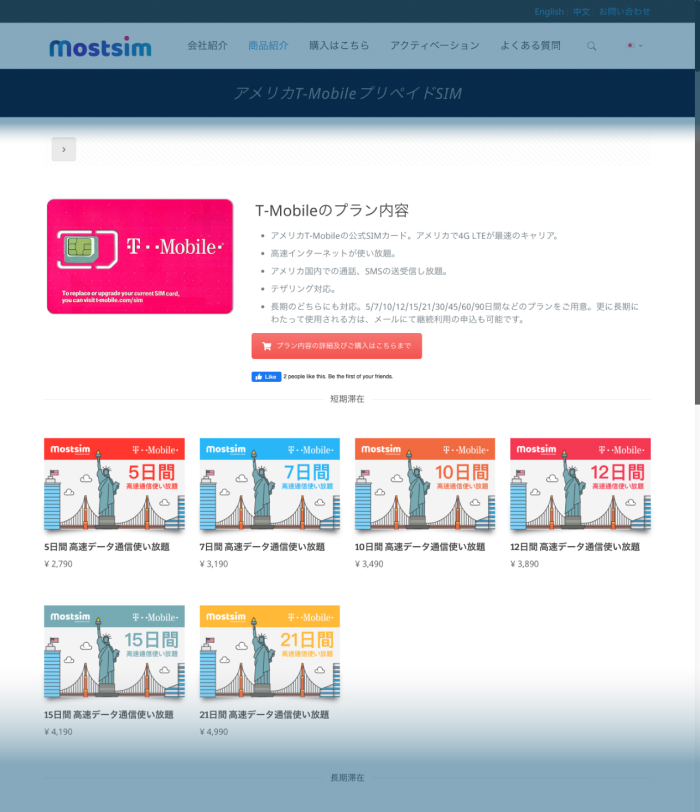 English 中文 お問い合わせ
mostsim 会社紹介 商品紹介 購入はこちら アクティベーション よくある質問
アメリカT-MobileプリペイドSIM
T-Mobileのプラン内容
アメリカT-Mobileの公式SIMカード。アメリカで4G LTEが最速のキャリア。
高速インターネットが使い放題。
アメリカ国内での通話、SMSの送受信し放題。
テザリング対応。
長期のどちらにも対応。5/7/10/12/15/21/30/45/60/90日間などのプランをご用意。更に長期に
わたって使用される方は、メールにて継続利用の申込も可能です。
T··Mobile·
To replace or upgrade your current SIM card,
you can visit t-mobile.com/sim
プラン内容の詳細及びご購入はこちらまで
Like 2 people like this. Be the first of your friends.
短期滞在
mostsim T··Mobile·
5日間
高速通信使い放題
mostsim T··Mobile·
7日間
高速通信使い放題
mostsim T··Mobile·
10日間
高速通信使い放題
mostsim T··Mobile·
12日間
高速通信使い放題
5日間 高速データ通信使い放題
¥ 2,790
7日間 高速データ通信使い放題
¥ 3,190
10日間 高速データ通信使い放題
¥ 3,490
12日間 高速データ通信使い放題
¥ 3,890
mostsim T··Mobile·
15日間
高速通信使い放題
mostsim T··Mobile·
21日間
高速通信使い放題
15日間 高速データ通信使い放題
¥ 4,190
21日間 高速データ通信使い放題
¥ 4,990
長期滞在